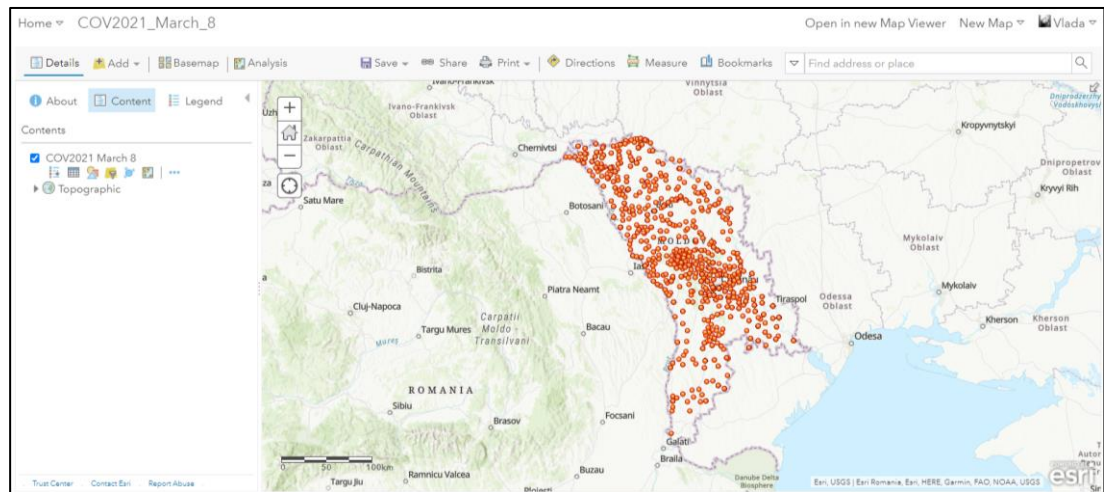 Home COV2021_March_8
Open in new Map Viewer New Map Vlada
Details Add Basemap Analysis
Save Share Print Directions Measure Bookmarks Find address or place
About Content Legend
Contents
COV2021 March 8
Topographic
Trust Center Contact Esri Report Abuse
Ivano-Frankivsk
Oblast
Zakarpattia
Oblast
Chernivtsi
Vinnytsia
Oblast
Kropyvnytskyi
Dnipropetrov
Oblast
Kryvyi Rih
Carpathian Mountains
Satu Mare
Botosani
MOLDOVA
Mykolaiv
Oblast
Bistrita
Piatra Neamt
Tiraspol
Odessa
Oblast
Mykolaiv
Kherson
Kherson
Oblast
Cluj-Napoca
Carpatii
Moldo-
Transilvani
Targu Mures
Mures
Bacau
Odesa
ROMANIA
Sibiu
Brasov
Focsani
Galati
Braila
0 50 100km
Targu Jiu
Ramnicu Valcea
Buzau
Ploiesti
Danube Delta
Biosphere
Esri, USGS | Esri Romania, Esri, HERE, Garmin, FAO, NOAA, USGS
esri